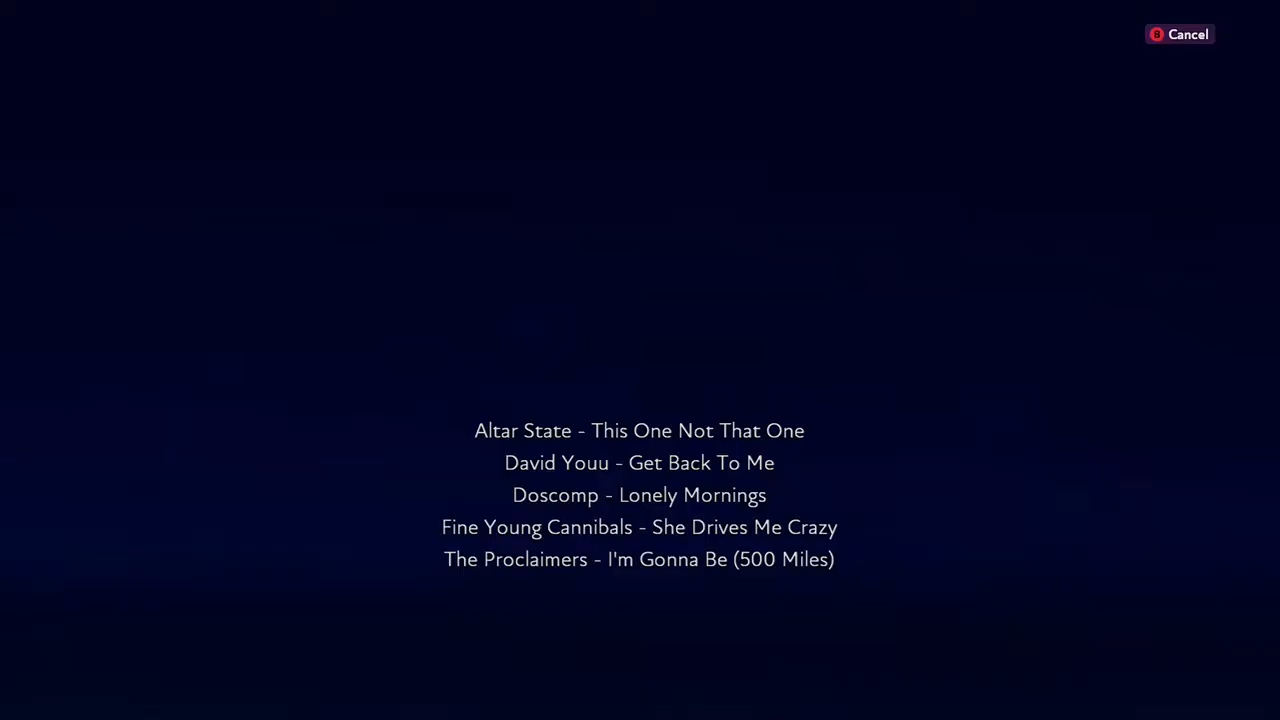 B Cancel
Altar State - This One Not That One
David Youu - Get Back To Me
Doscomp - Lonely Mornings
Fine Young Cannibals - She Drives Me Crazy
The Proclaimers - I'm Gonna Be (500 Miles)